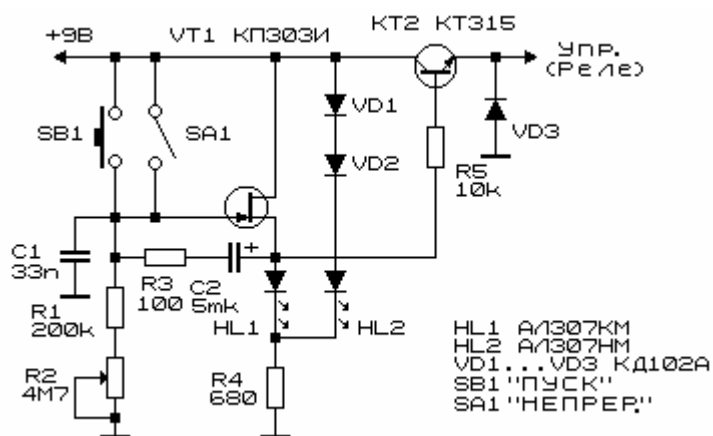 +9В
VT1 КП303И
КТ2 КТ315
Упр.
(Реле)
SB1
SA1
VD1
VD2
VD3
R5
10k
C1
33n
R3
100
C2
5mk
+
R1
200k
HL1
HL2
R2
4M7
R4
680
HL1 АЛ307КМ
HL2 АЛ307НМ
VD1...VD3 КД102А
SB1"ПУСК"
SA1"НЕПРЕР."